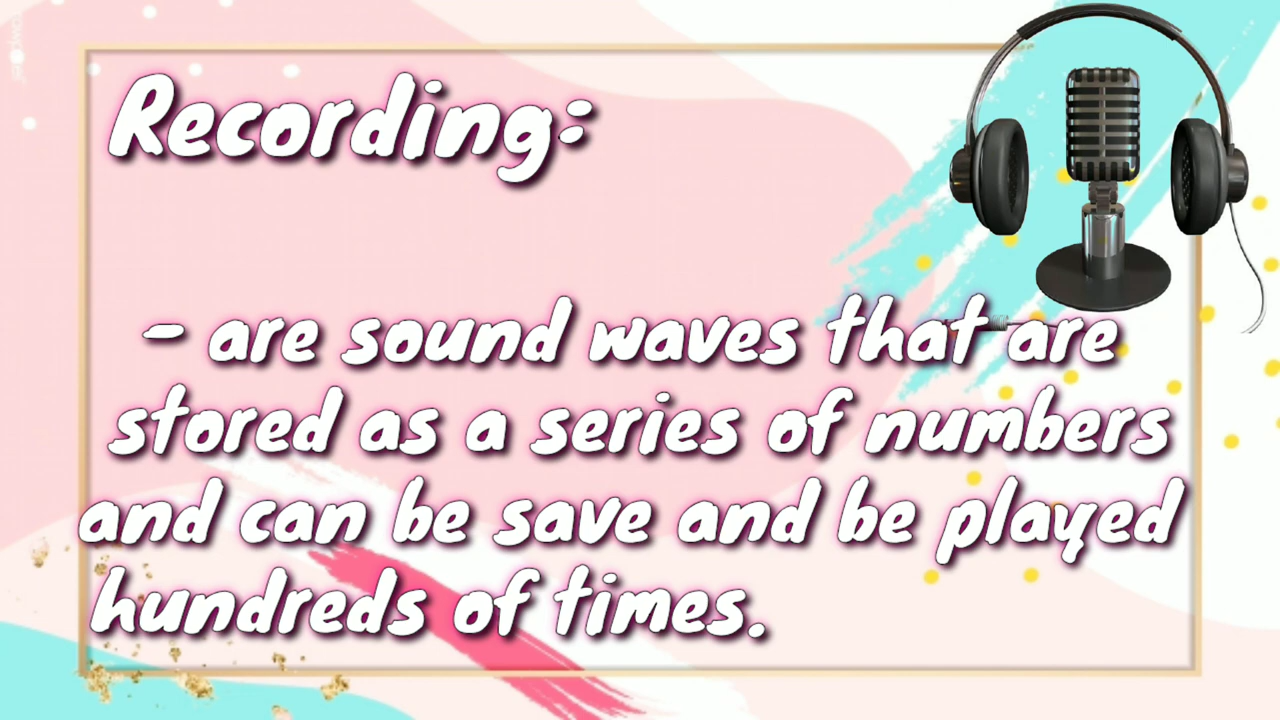 Recording:
- are sound waves that are
stored as a series of numbers
and can be save and be played
hundreds of times.